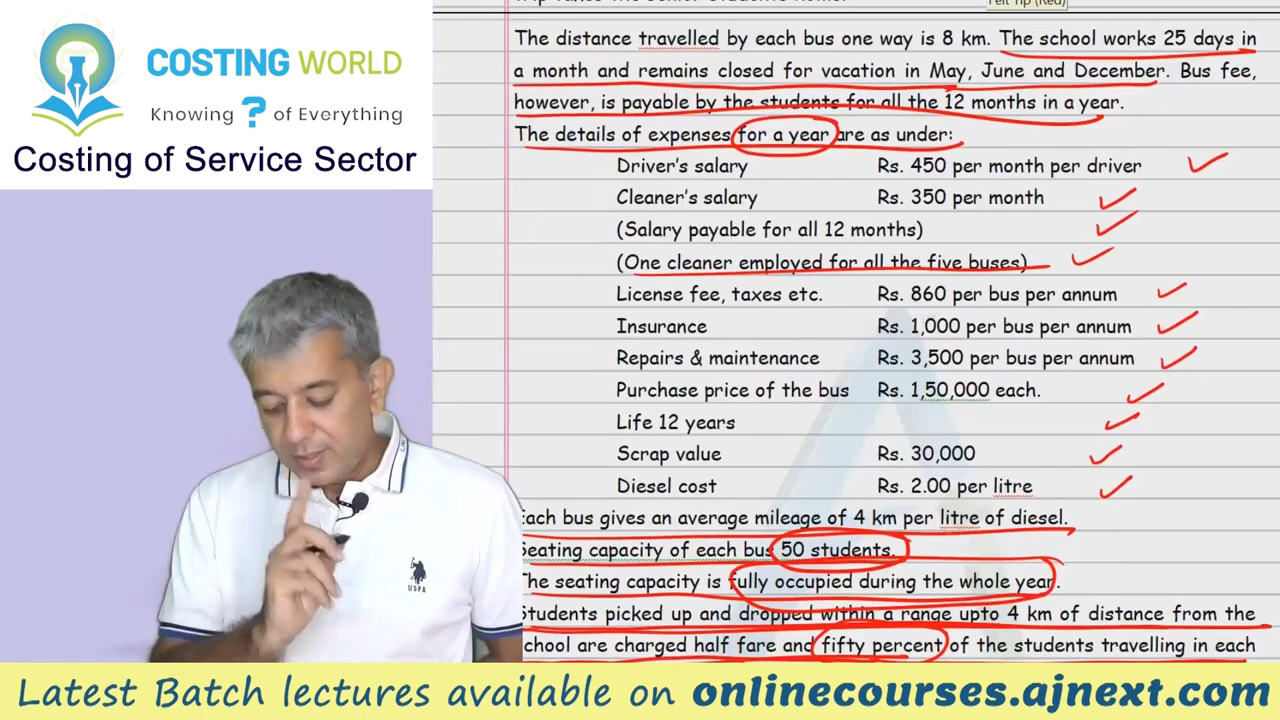 COSTING WORLD
Knowing ? of Everything
Costing of Service Sector
The distance travelled by each bus one way is 8 km. The school works 25 days in
a month and remains closed for vacation in May, June and December. Bus fee,
however, is payable by the students for all the 12 months in a year.
The details of expenses for a year are as under:
Driver's salary Rs. 450 per month per driver
Cleaner's salary Rs. 350 per month
(Salary payable for all 12 months)
(One cleaner employed for all the five buses)
License fee, taxes etc. Rs. 860 per bus per annum
Insurance Rs. 1,000 per bus per annum
Repairs & maintenance Rs. 3,500 per bus per annum
Purchase price of the bus Rs. 1,50,000 each.
Life 12 years
Scrap value Rs. 30,000
Diesel cost Rs. 2.00 per litre
Each bus gives an average mileage of 4 km per litre of diesel.
Seating capacity of each bus 50 students.
The seating capacity is fully occupied during the whole year.
Students picked up and dropped within a range upto 4 km of distance from the
school are charged half fare and fifty percent of the students travelling in each
USPA
Latest Batch lectures available on onlinecourses.ajnext.com